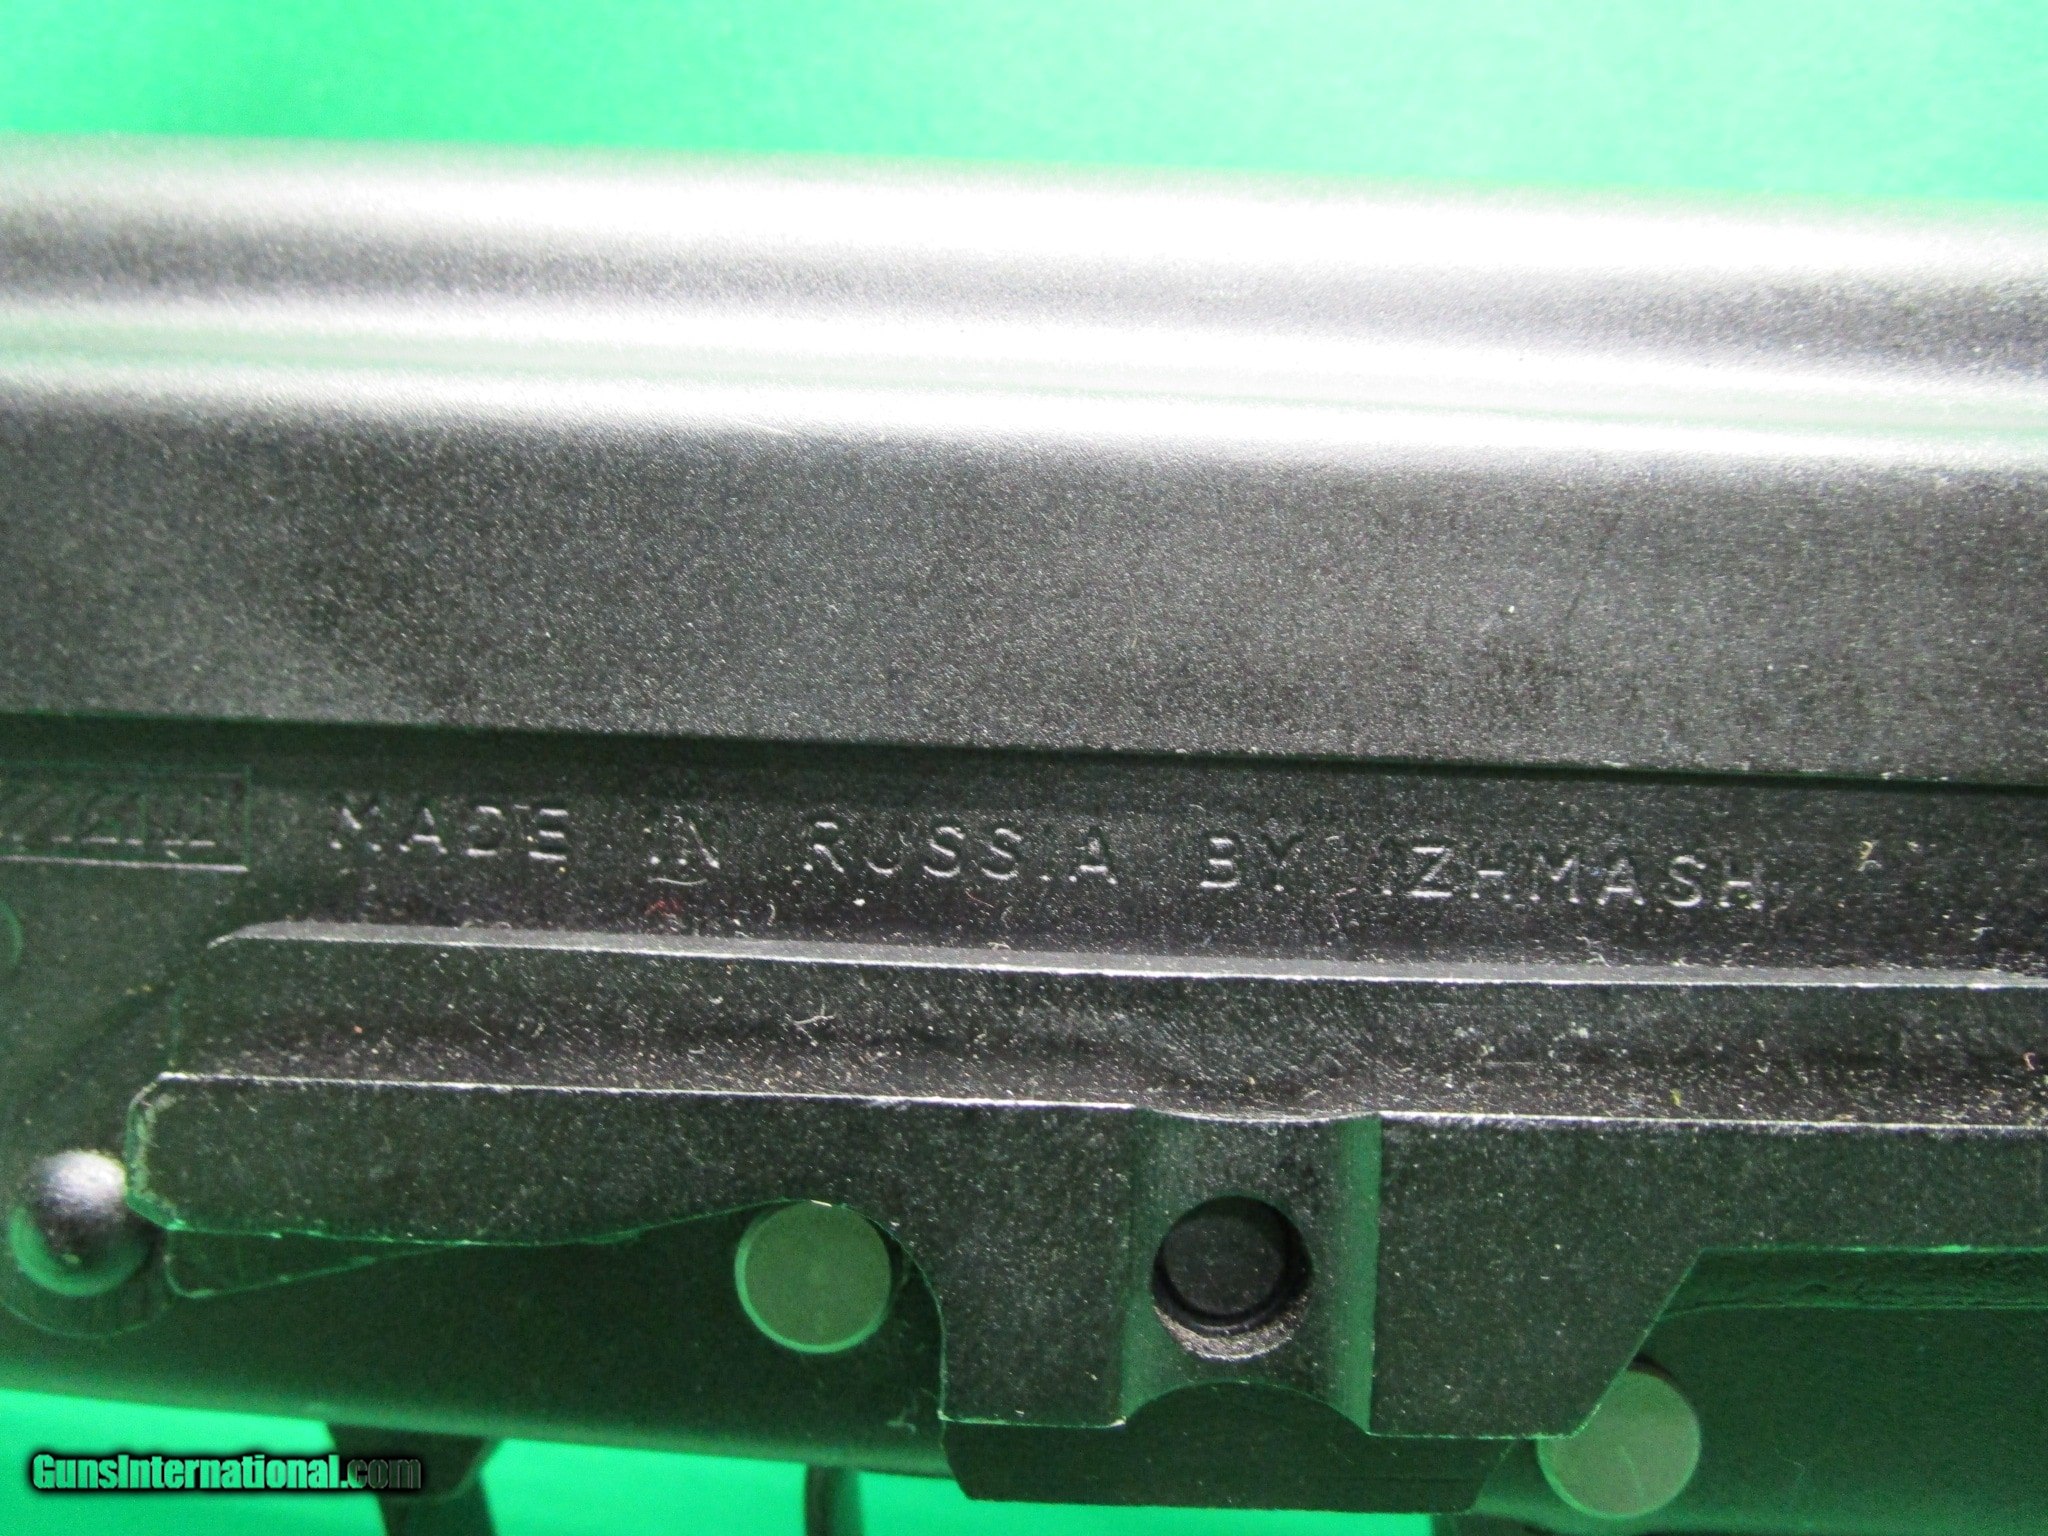 MADE IN RUSSIA BY IZHMASH
GunsInternational.com